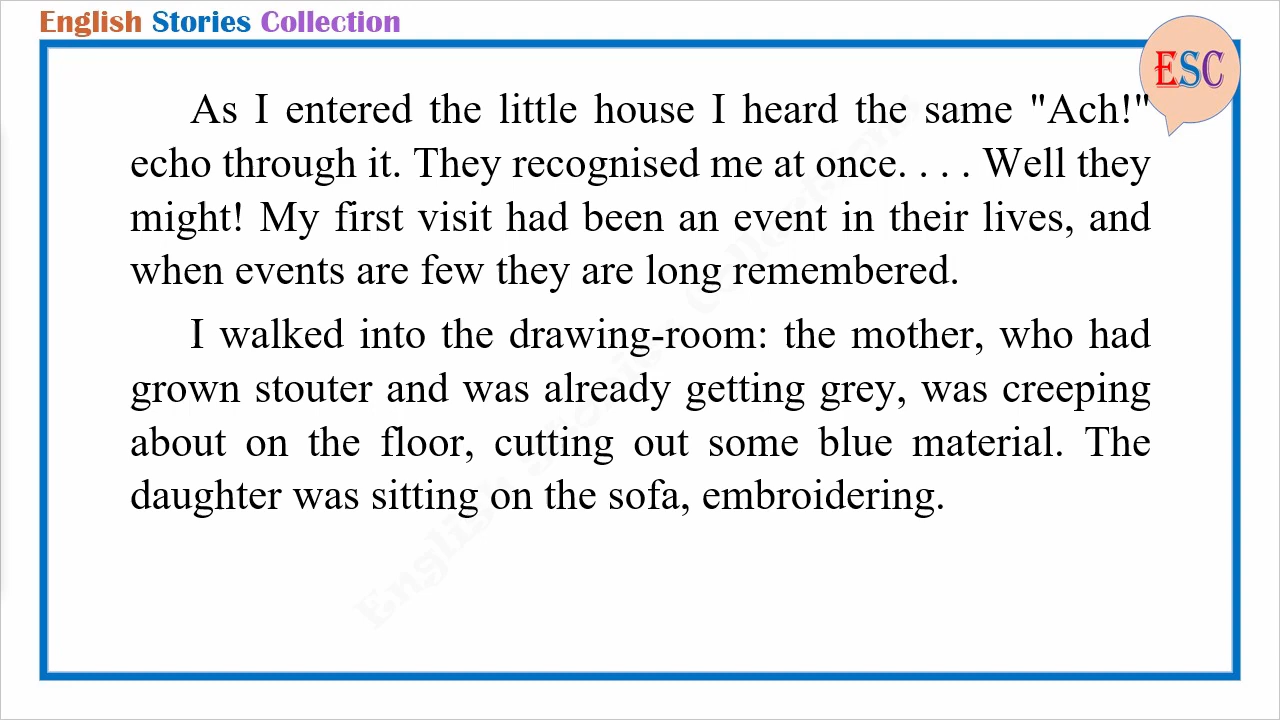 English Stories Collection
ESC
As I entered the little house I heard the same "Ach!"
echo through it. They recognised me at once. . . . Well they
might! My first visit had been an event in their lives, and
when events are few they are long remembered.
I walked into the drawing-room: the mother, who had
grown stouter and was already getting grey, was creeping
about on the floor, cutting out some blue material. The
daughter was sitting on the sofa, embroidering.
English Stories Collections